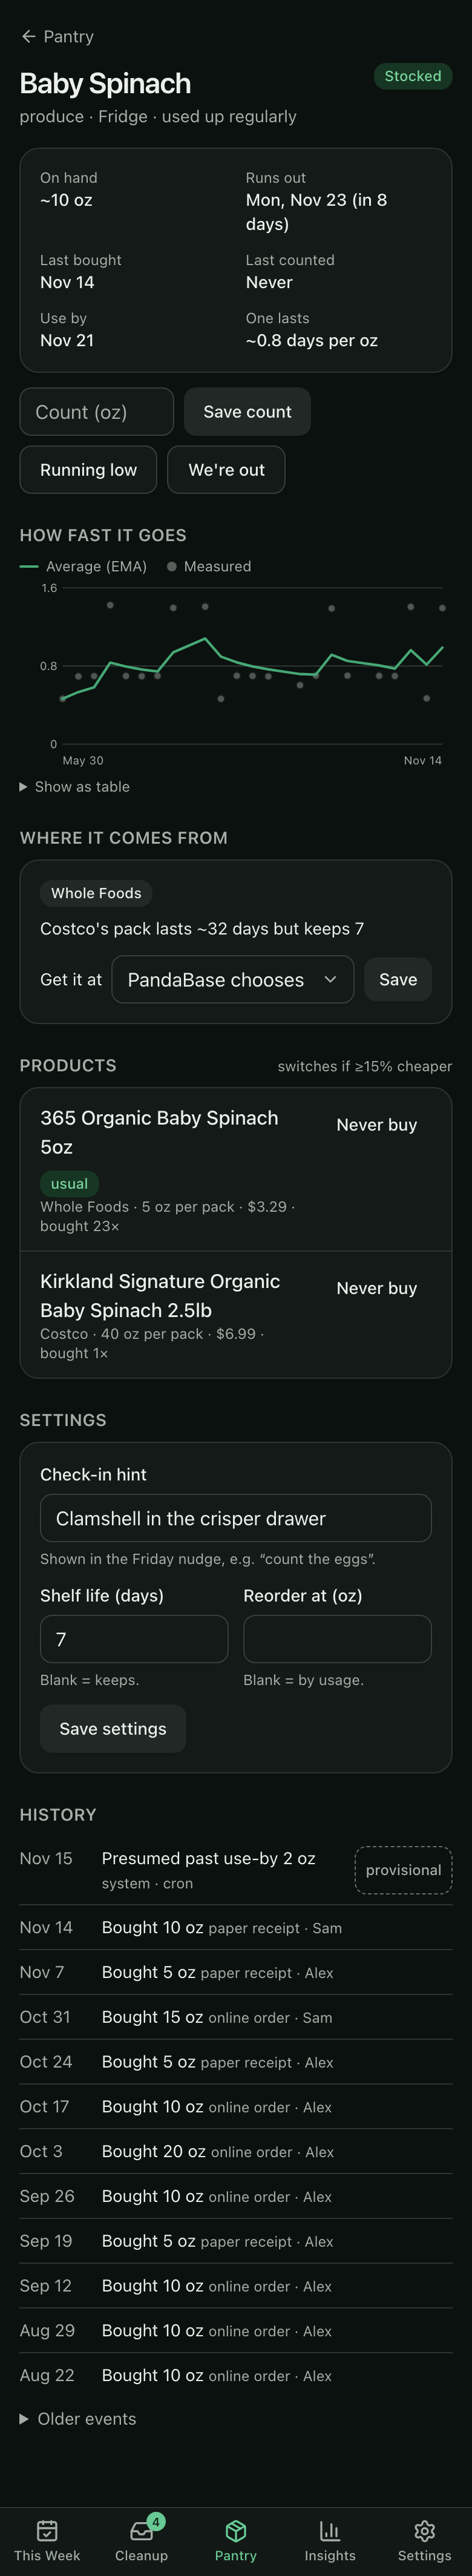 ← Pantry
Baby Spinach
Stocked
produce · Fridge · used up regularly
On hand
~10 oz
Runs out
Mon, Nov 23 (in 8
days)
Last bought
Nov 14
Last counted
Never
Use by
Nov 21
One lasts
~0.8 days per oz
Count (oz)
Save count
Running low
We're out
HOW FAST IT GOES
Average (EMA)
Measured
1.6
0.8
0
May 30
Nov 14
Show as table
WHERE IT COMES FROM
Whole Foods
Costco's pack lasts ~32 days but keeps 7
Get it at
PandaBase chooses
Save
PRODUCTS
switches if ≥15% cheaper
365 Organic Baby Spinach
5oz
usual
Whole Foods · 5 oz per pack · $3.29 ·
bought 23×
Never buy
Kirkland Signature Organic
Baby Spinach 2.5lb
Costco · 40 oz per pack · $6.99 ·
bought 1×
Never buy
SETTINGS
Check-in hint
Clamshell in the crisper drawer
Shown in the Friday nudge, e.g. “count the eggs”.
Shelf life (days)
7
Blank = keeps.
Reorder at (oz)
Blank = by usage.
Save settings
HISTORY
Nov 15 Presumed past use-by 2 oz
system · cron
provisional
Nov 14 Bought 10 oz paper receipt · Sam
Nov 7 Bought 5 oz paper receipt · Alex
Oct 31 Bought 15 oz online order · Sam
Oct 24 Bought 5 oz paper receipt · Alex
Oct 17 Bought 10 oz online order · Alex
Oct 3 Bought 20 oz online order · Alex
Sep 26 Bought 10 oz online order · Alex
Sep 19 Bought 5 oz paper receipt · Alex
Sep 12 Bought 10 oz online order · Alex
Aug 29 Bought 10 oz online order · Alex
Aug 22 Bought 10 oz online order · Alex
Older events
This Week
4
Cleanup
Pantry
Insights
Settings